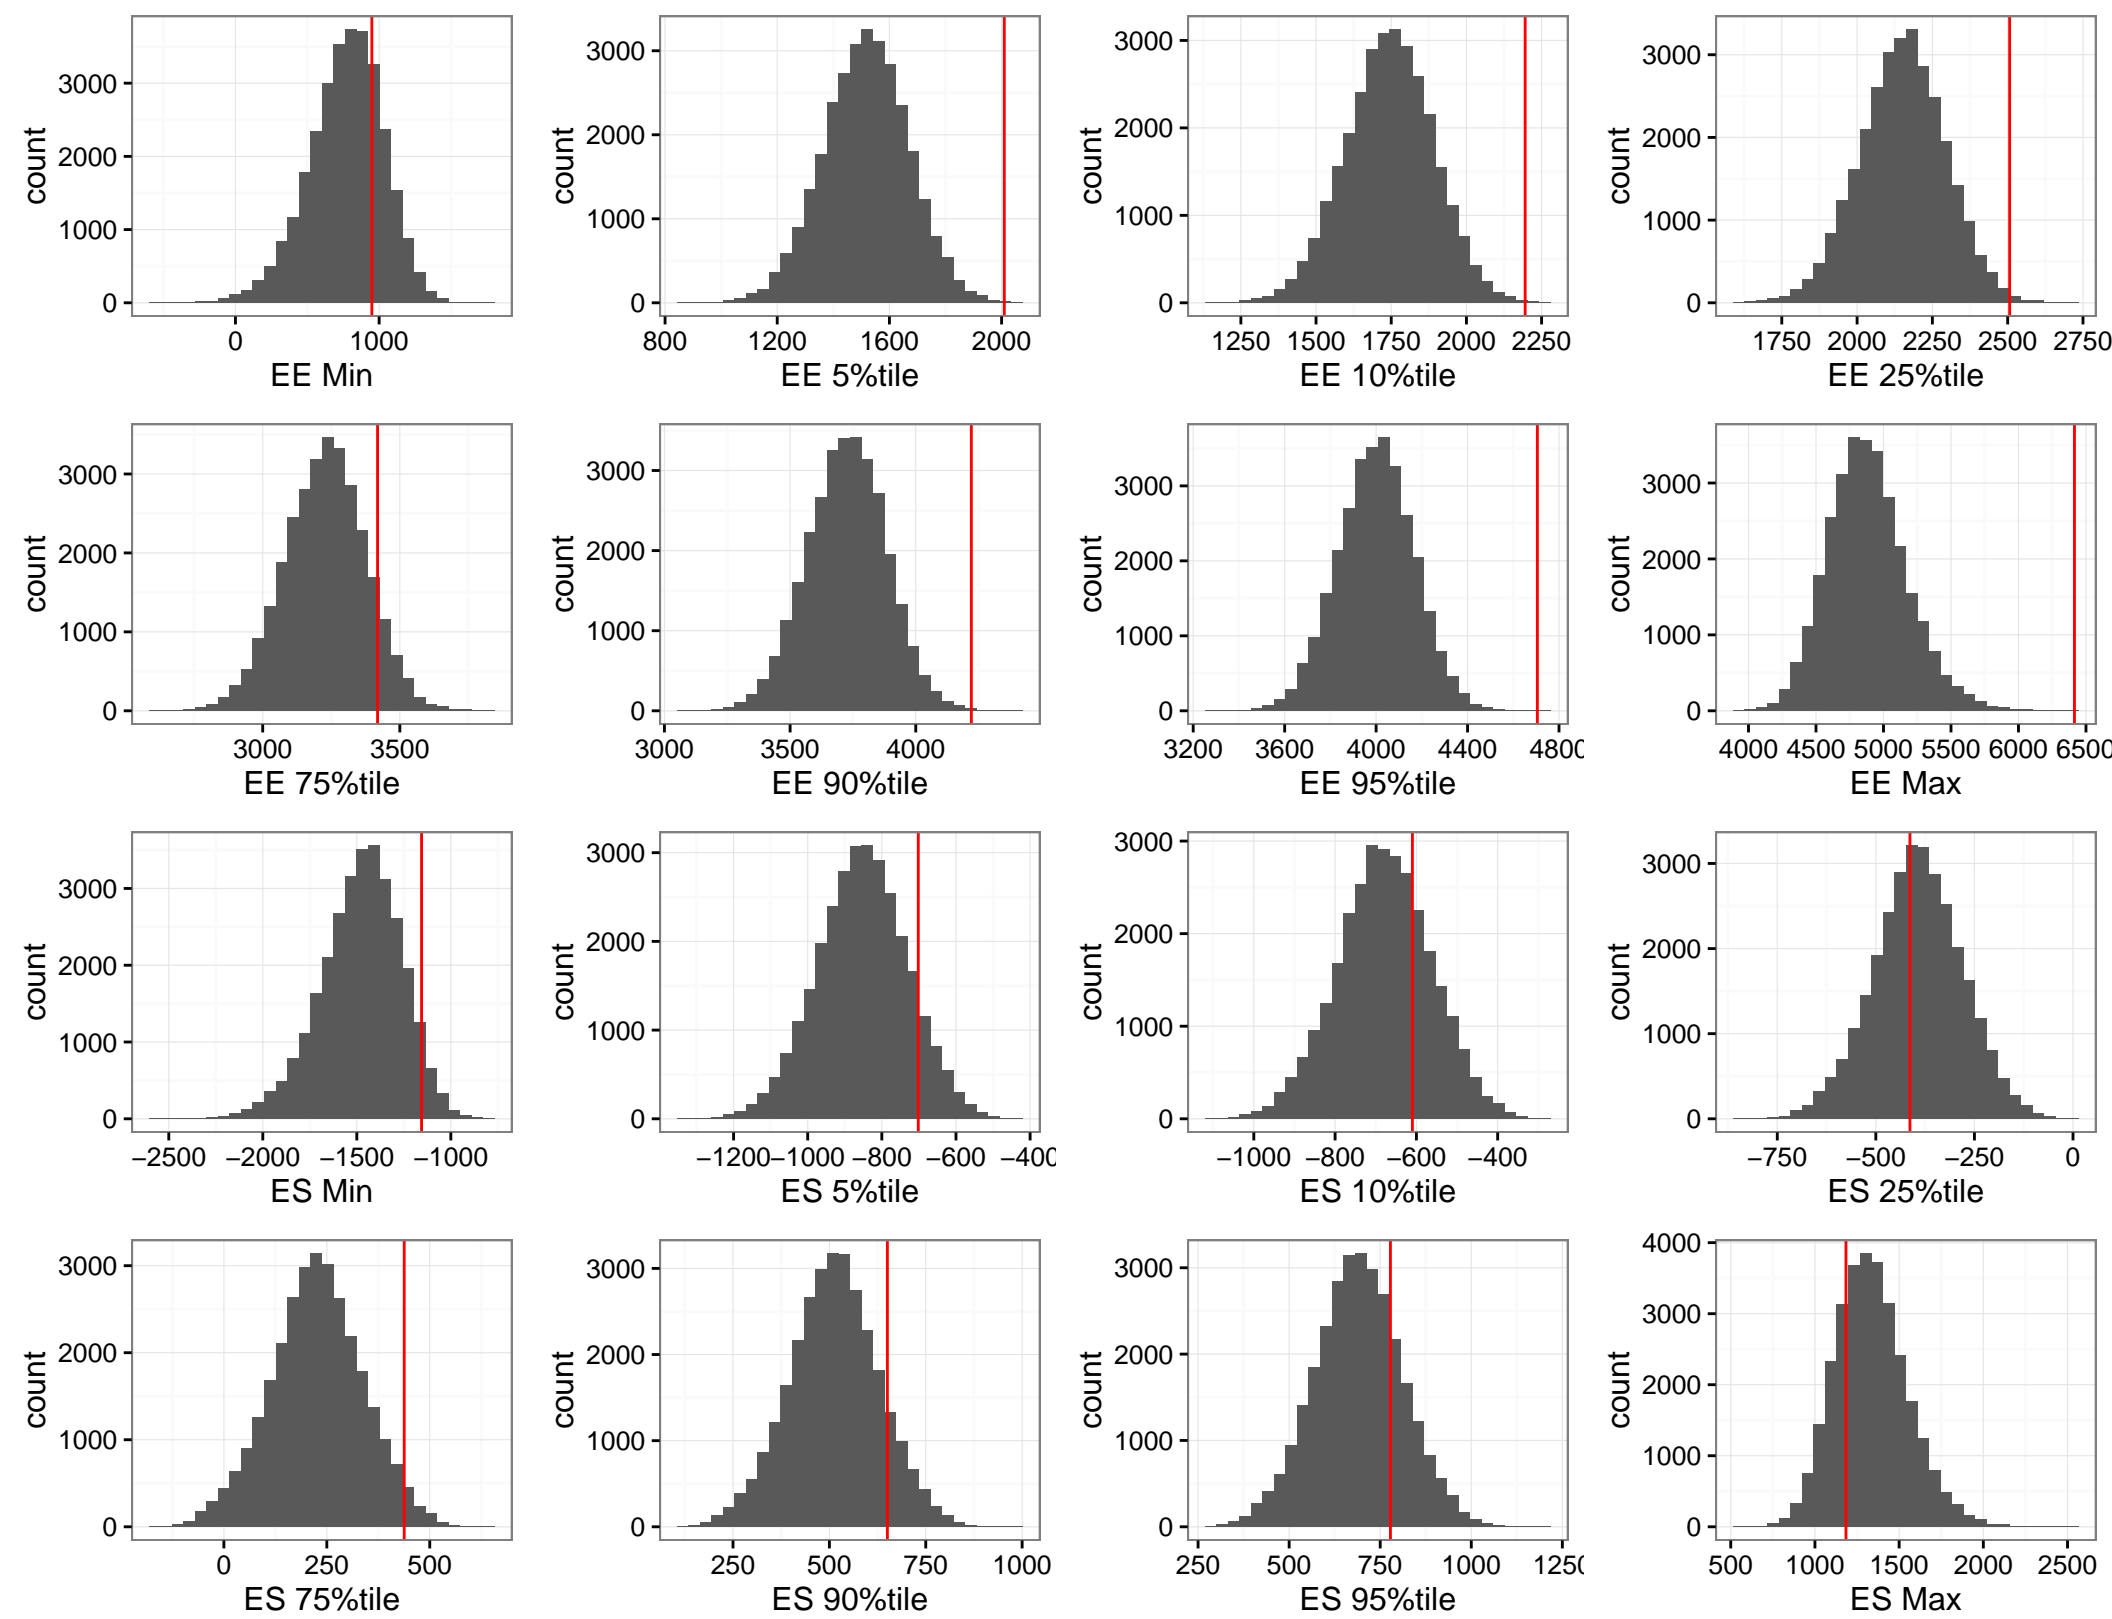 count
3000
2000
1000
0
0 1000
EE Min
count
3000
2000
1000
0
800 1200 1600 2000
EE 5%tile
count
3000
2000
1000
0
1250 1500 1750 2000 2250
EE 10%tile
count
3000
2000
1000
0
1750 2000 2250 2500 2750
EE 25%tile
count
3000
2000
1000
0
3000 3500
EE 75%tile
count
3000
2000
1000
0
3000 3500 4000
EE 90%tile
count
3000
2000
1000
0
3200 3600 4000 4400 4800
EE 95%tile
count
3000
2000
1000
0
4000 4500 5000 5500 6000 6500
EE Max
count
3000
2000
1000
0
−2500 −2000 −1500 −1000
ES Min
count
3000
2000
1000
0
−1200 −1000 −800 −600 −400
ES 5%tile
count
3000
2000
1000
0
−1000 −800 −600 −400
ES 10%tile
count
3000
2000
1000
0
−750 −500 −250 0
ES 25%tile
count
3000
2000
1000
0
0 250 500
ES 75%tile
count
3000
2000
1000
0
250 500 750 1000
ES 90%tile
count
3000
2000
1000
0
250 500 750 1000 1250
ES 95%tile
count
4000
3000
2000
1000
0
500 1000 1500 2000 2500
ES Max